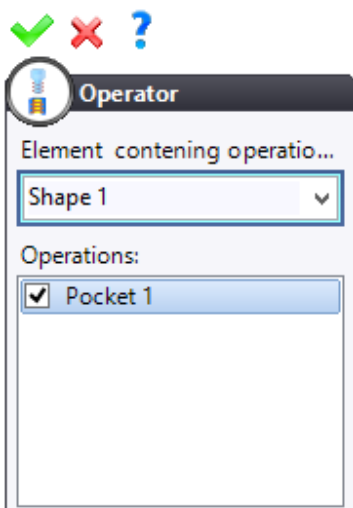 ?
Operator
Element contening operatio...
Shape 1
Operations:
Pocket 1